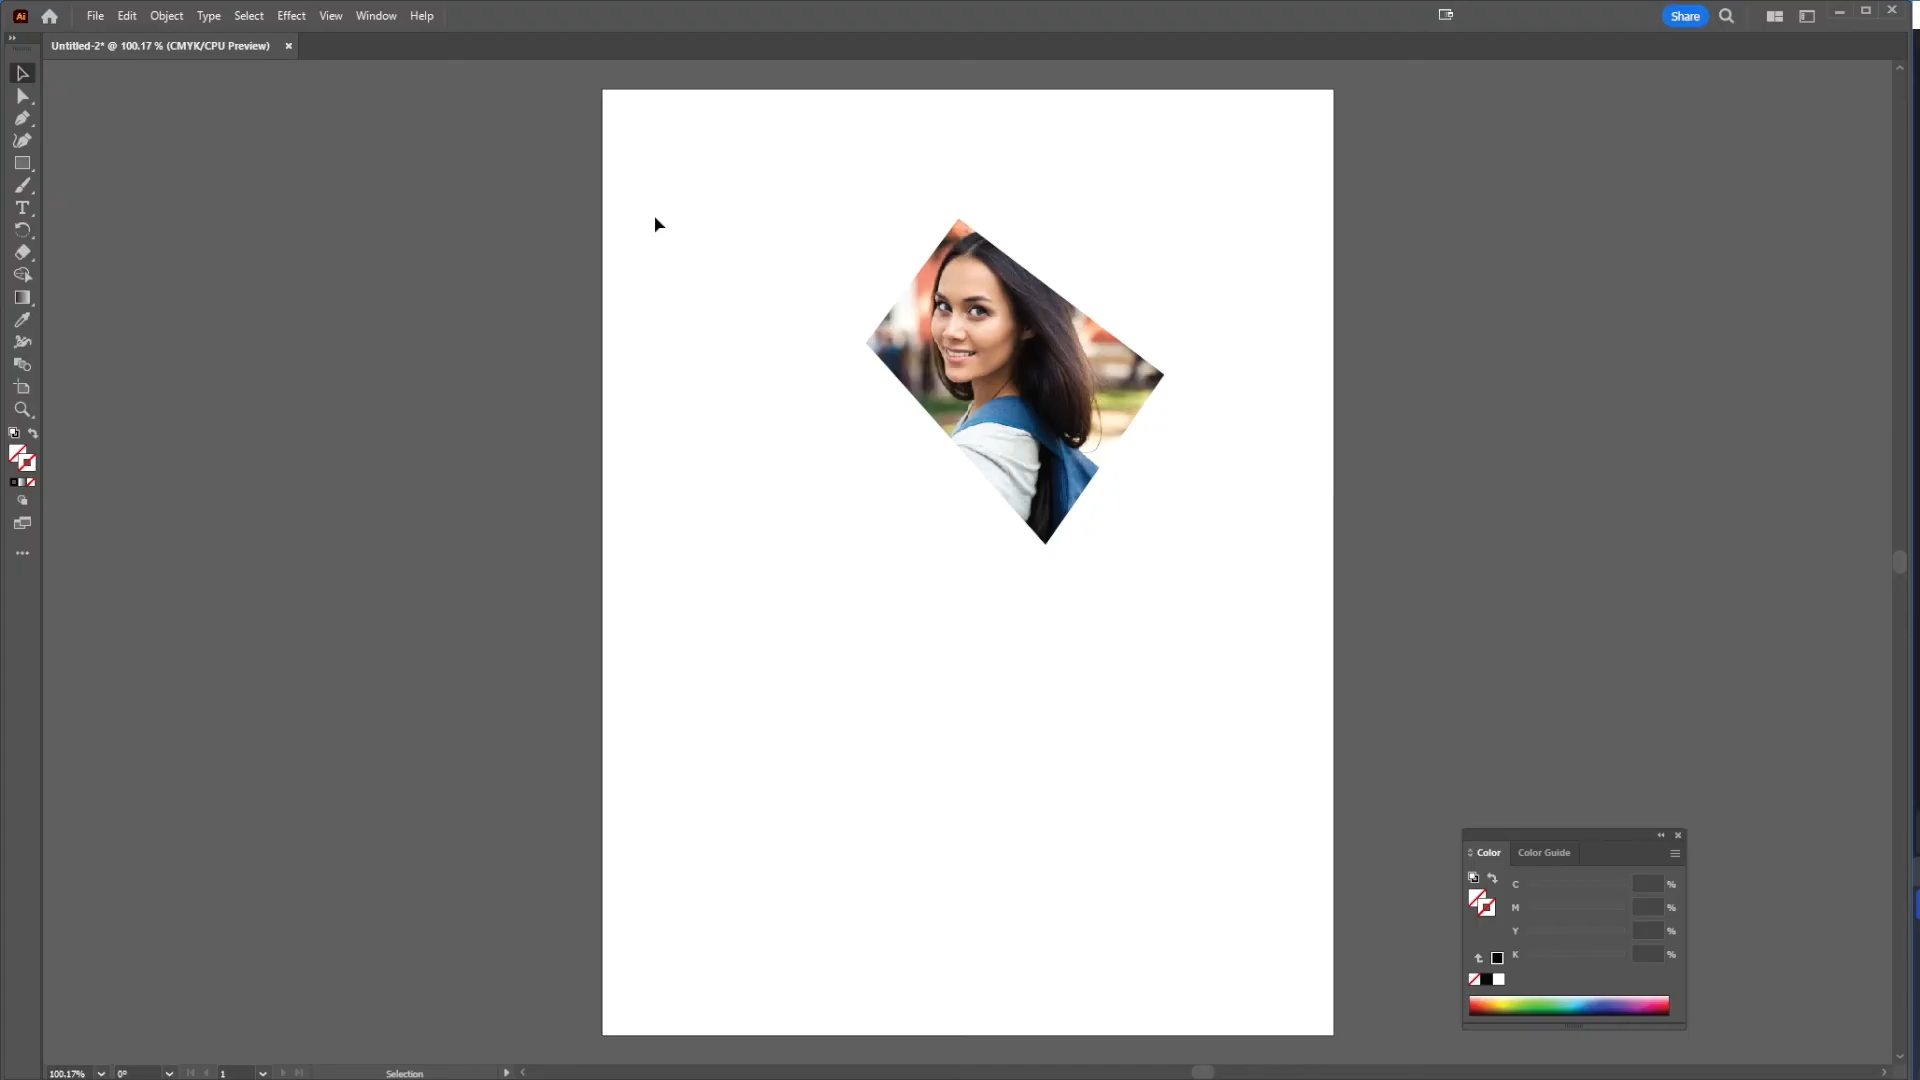 Ai File Edit Object Type Select Effect View Window Help Share
Untitled-2* @ 100.17 % (CMYK/CPU Preview)
T
Color Color Guide
C %
M %
Y %
K %
100.17% 0° 1 Selection